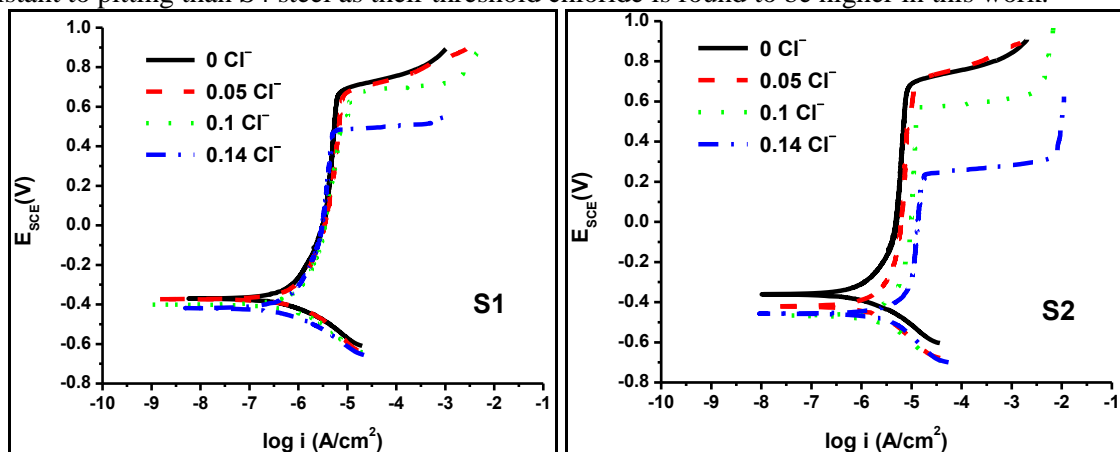 than S4 steel as their threshold chloride is found to be higher in this work.
1.0
0.8
0.6
0.4
0.2
0.0
-0.2
-0.4
-0.6
-0.8
E_SCE(V)
0 Cl⁻
0.05 Cl⁻
0.1 Cl⁻
0.14 Cl⁻
S1
-10 -9 -8 -7 -6 -5 -4 -3 -2 -1
log i (A/cm²)
1.0
0.8
0.6
0.4
0.2
0.0
-0.2
-0.4
-0.6
-0.8
E_SCE(V)
0 Cl⁻
0.05 Cl⁻
0.1 Cl⁻
0.14 Cl⁻
S2
-10 -9 -8 -7 -6 -5 -4 -3 -2 -1
log i (A/cm²)